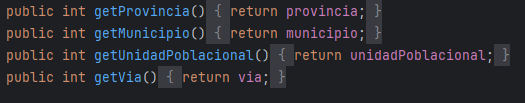 public int getProvincia() { return provincia; }
public int getMunicipio() { return municipio; }
public int getUnidadPoblacional() { return unidadPoblacional; }
public int getVia() { return via; }